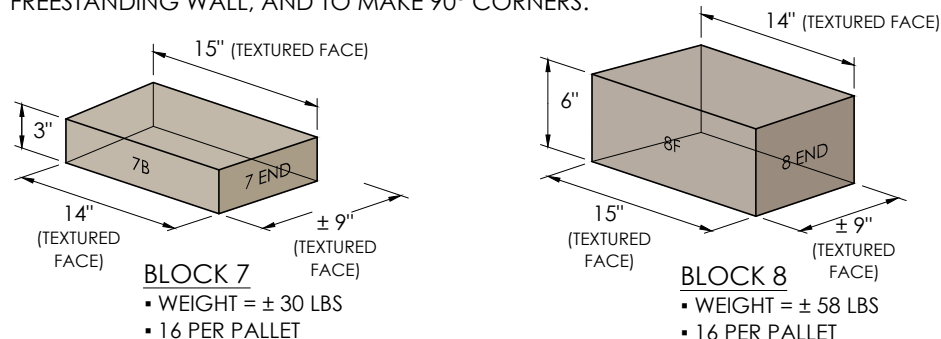 FREESTANDING WALL, AND TO MAKE 90° CORNERS.
15" (TEXTURED FACE)
3"
7B
7 END
14"
(TEXTURED
FACE)
± 9"
(TEXTURED
FACE)
BLOCK 7
▪ WEIGHT = ± 30 LBS
▪ 16 PER PALLET
14" (TEXTURED FACE)
6"
8F
8 END
15"
(TEXTURED
FACE)
± 9"
(TEXTURED
FACE)
BLOCK 8
▪ WEIGHT = ± 58 LBS
▪ 16 PER PALLET